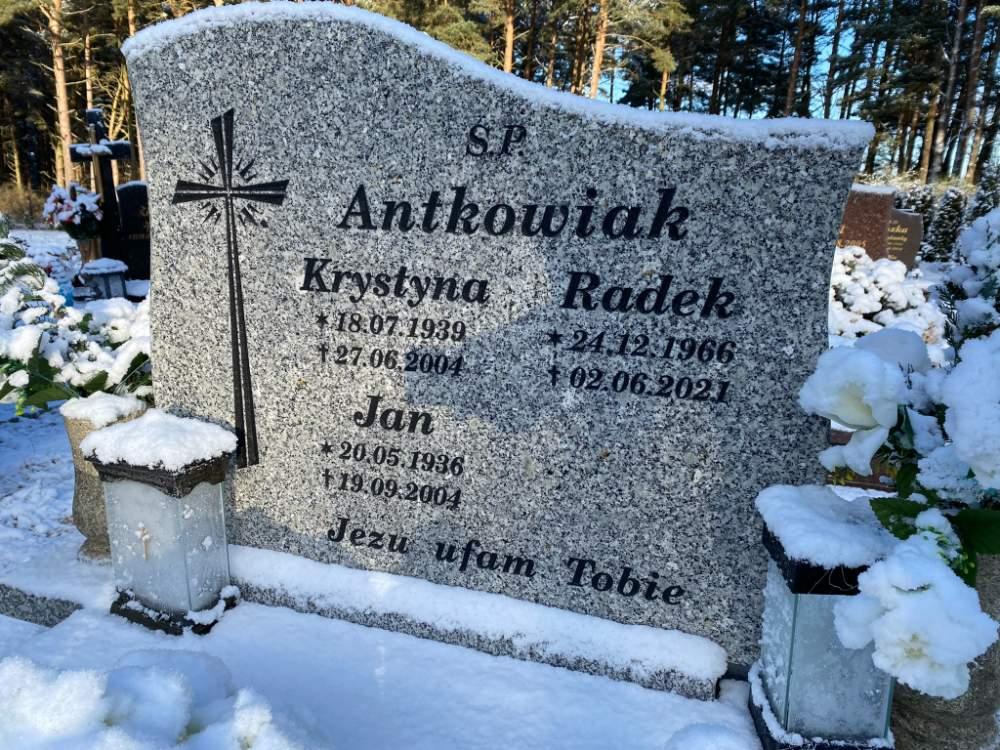 S.P.
Antkowiak
Krystyna
*18.07.1939
†27.06.2004
Radek
*24.12.1966
†02.06.2021
Jan
*20.05.1936
†19.09.2004
Jezu ufam Tobie